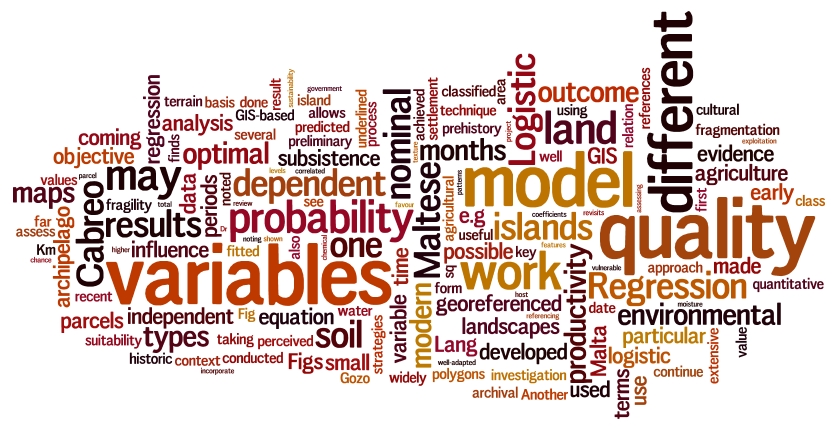 different
government
sustainability
result
Logistic
regression
terrain
basis
done
island
allows
GIS-based
predicted
underlined
process
nominal
achieved
settlement
classified
area
technique
outcome
references
using
land
relation
cultural
coming
finds
analysis
several
preliminary
prehistory
project
fragmentation
exploitation
objective
optimal
subsistence
texture
months
well
GIS
evidence
values
parcel
may
data
levels
correlated
dependent
Maltese
patterns
model
assessing
agriculture
maps
Cabreo
fragility
total
periods
noted
review
see
favour
agricultural
first
early
class
far
assess
archipelago
results
Dr
probability
e.g
coefficients
revisits
useful
islands
quality
Km
chance
higher
influence
noting
shown
fitted
also
chemical
one
time
possible
key
features
sq
work
vulnerable
approach
made
quantitative
recent
variables
form
host
productivity
Regression
georeferenced
referencing
date
moisture
environmental
parcels
independent
Fig
equation
water
variable
modern
landscapes
value
suitability
types
taking
perceived
soil
strategies
Lang
developed
Malta
particular
logistic
extensive
historic
context
conducted
Figs
small
well-adapted
incorporate
Gozo
widely
polygons
investigation
terms
use
continue
archival
Another
used